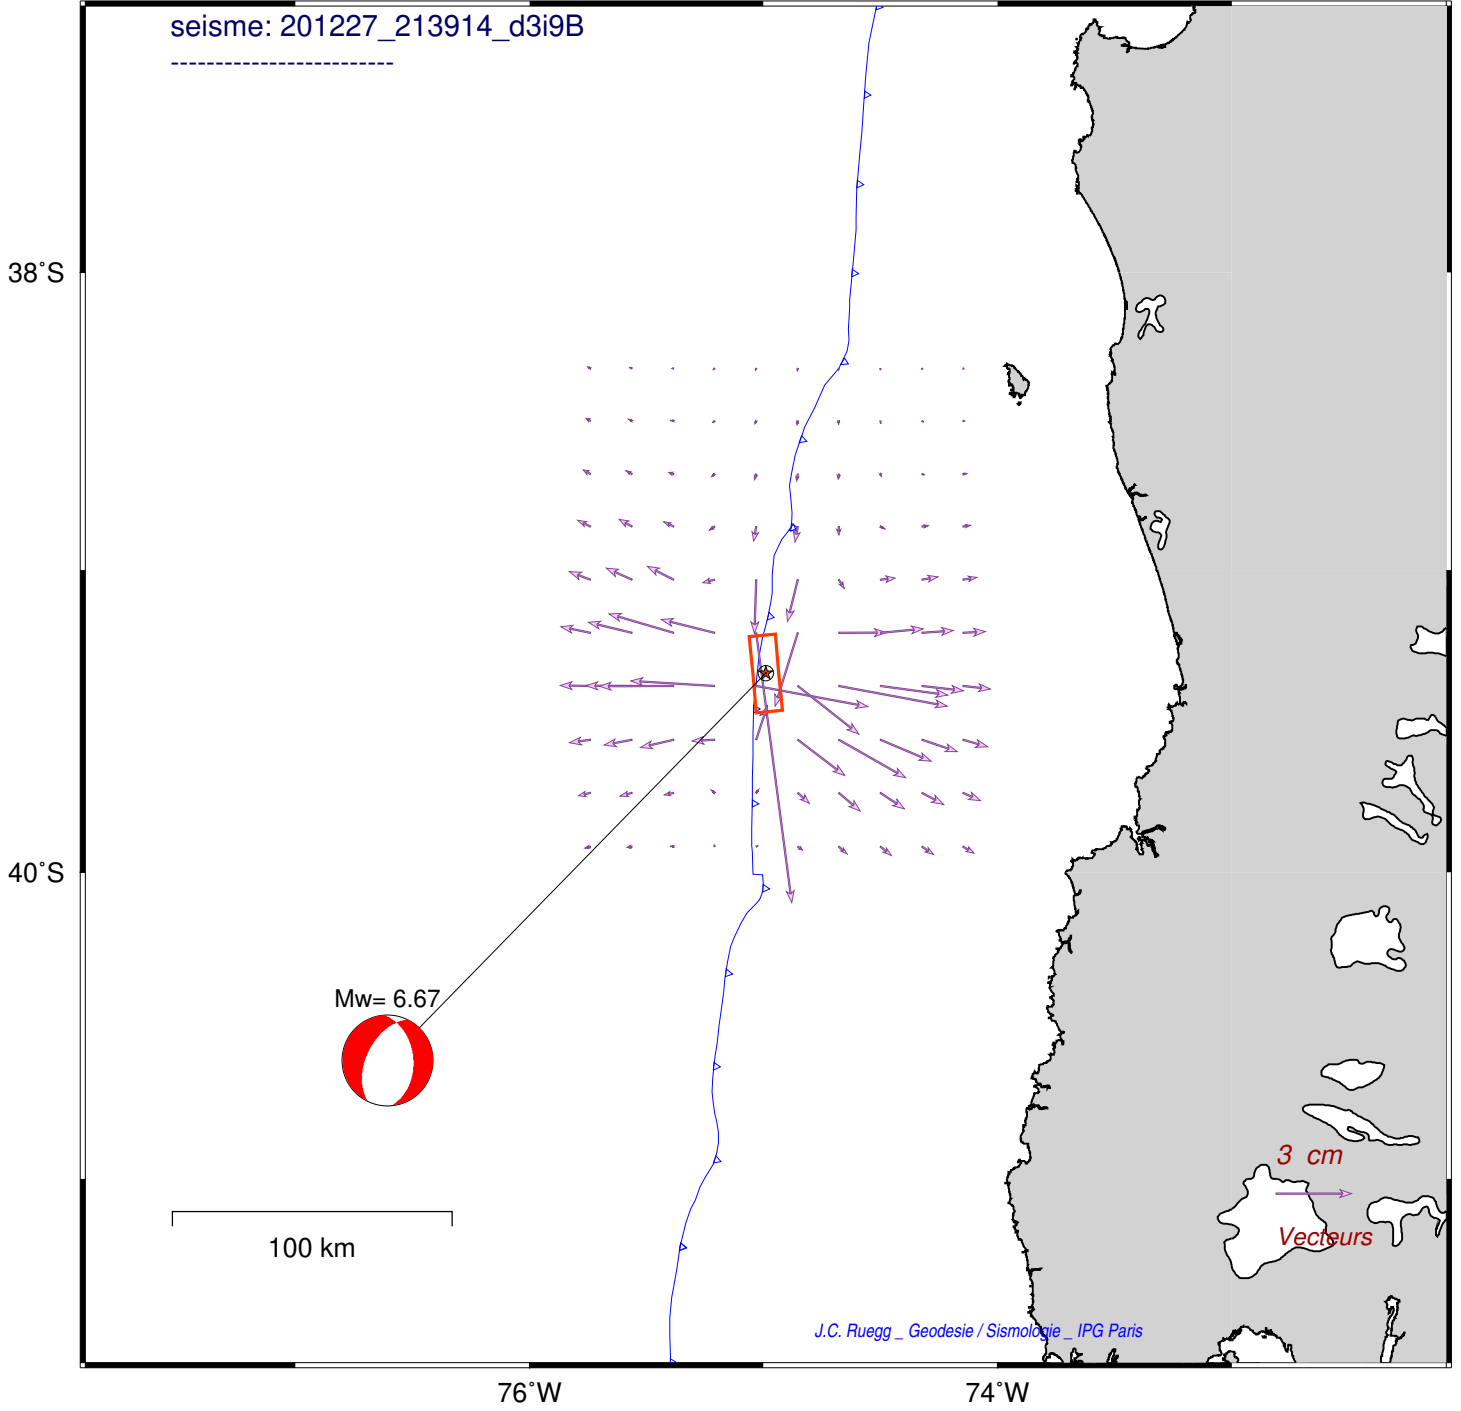 seisme: 201227_213914_d3i9B
-------------------------
38°S
40°S
Mw= 6.67
3 cm
Vecteurs
100 km
J.C. Ruegg _ Geodesie / Sismologie _ IPG Paris
76°W
74°W